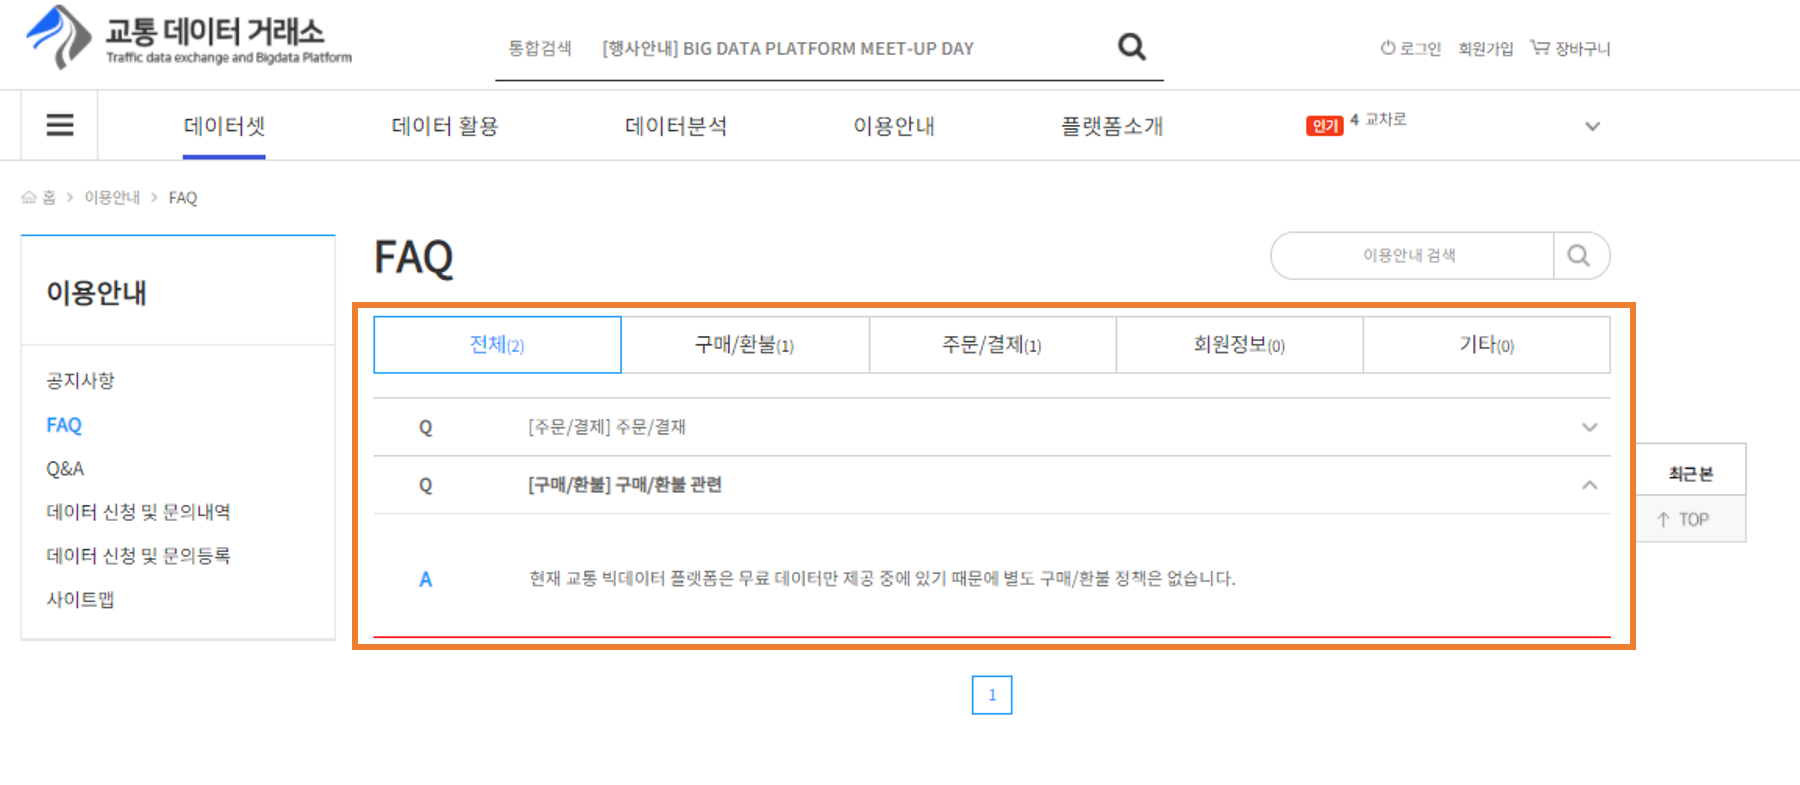 교통 데이터 거래소
Traffic data exchange and Bigdata Platform
통합검색 [행사안내] BIG DATA PLATFORM MEET-UP DAY
로그인 회원가입 장바구니
데이터셋 데이터 활용 데이터분석 이용안내 플랫폼소개 인기 4 교차로
홈 > 이용안내 > FAQ
이용안내
공지사항
FAQ
Q&A
데이터 신청 및 문의내역
데이터 신청 및 문의등록
사이트맵
FAQ
이용안내 검색
전체(2) 구매/환불(1) 주문/결제(1) 회원정보(0) 기타(0)
Q [주문/결제] 주문/결재
Q [구매/환불] 구매/환불 관련
A 현재 교통 빅데이터 플랫폼은 무료 데이터만 제공 중에 있기 때문에 별도 구매/환불 정책은 없습니다.
1
최근본
↑ TOP